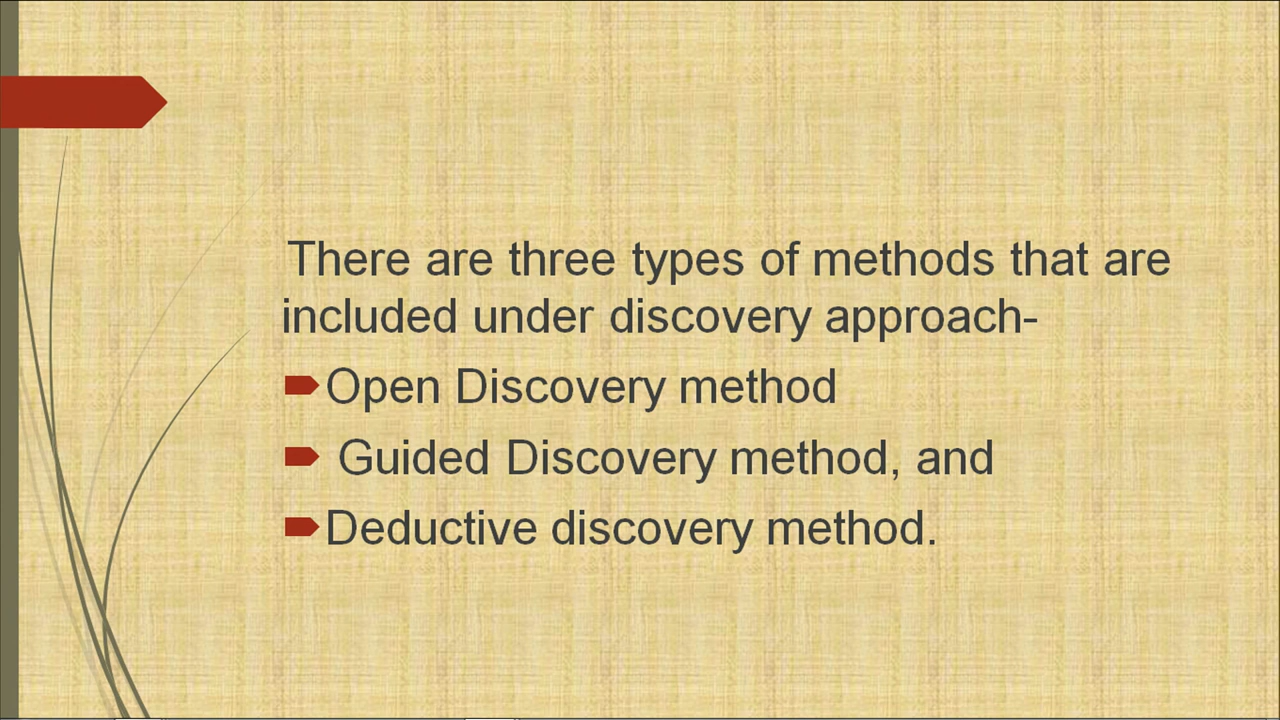 There are three types of methods that are
included under discovery approach-
Open Discovery method
Guided Discovery method, and
Deductive discovery method.